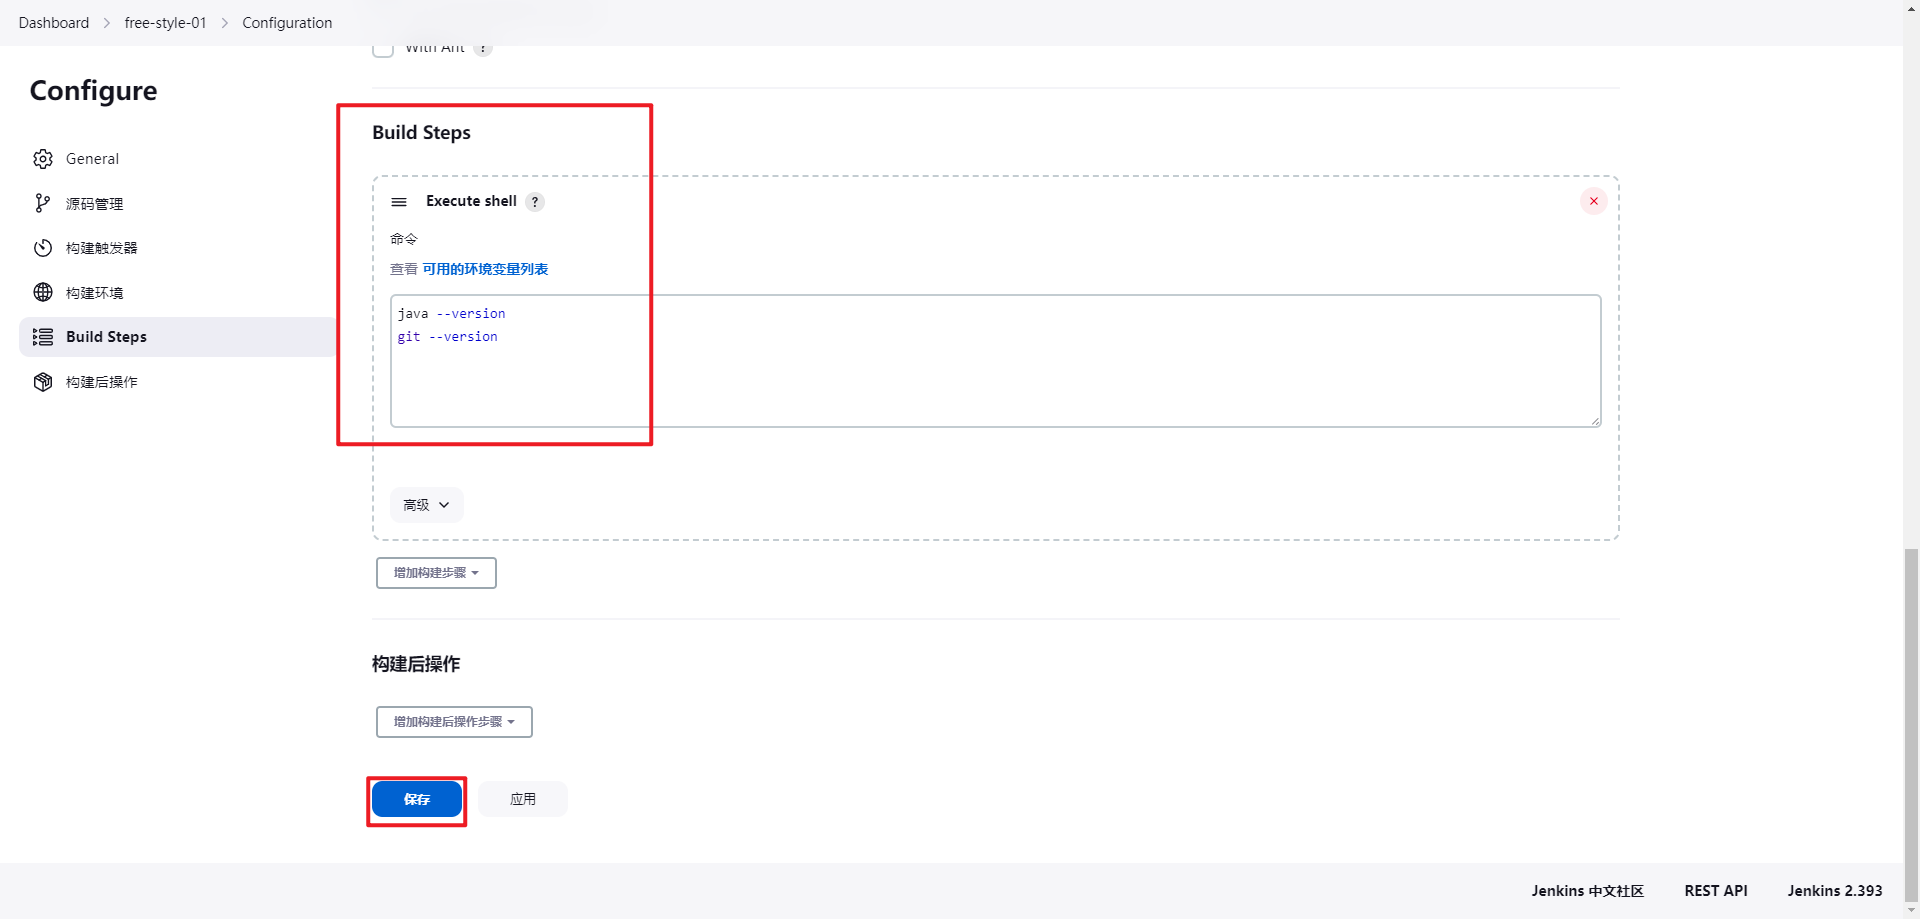 Dashboard > free-style-01 > Configuration
With Ant ?
Configure
General
源码管理
构建触发器
构建环境
Build Steps
构建后操作
Build Steps
Execute shell ?
命令
查看 可用的环境变量列表
java --version
git --version
高级
增加构建步骤
构建后操作
增加构建后操作步骤
保存
应用
Jenkins 中文社区
REST API
Jenkins 2.393